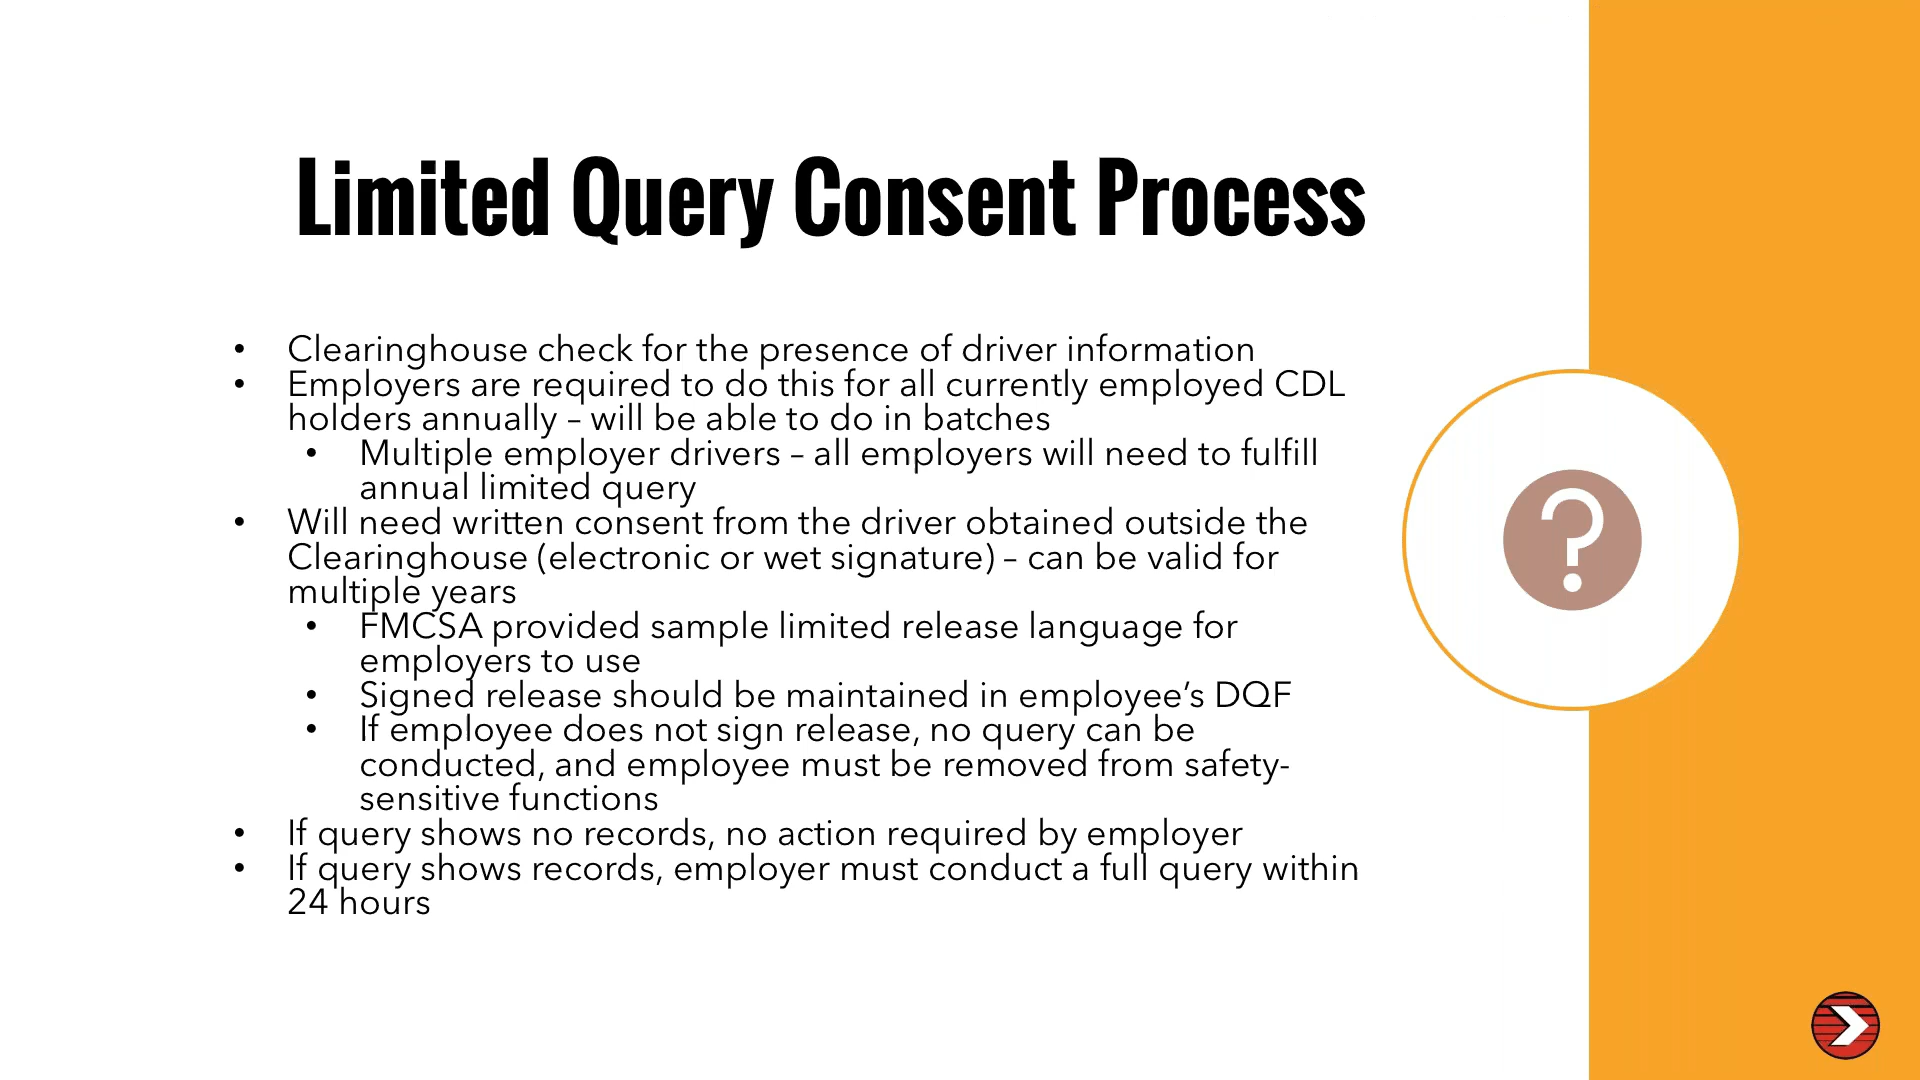 Limited Query Consent Process
• Clearinghouse check for the presence of driver information
• Employers are required to do this for all currently employed CDL
holders annually – will be able to do in batches
• Multiple employer drivers – all employers will need to fulfill
annual limited query
• Will need written consent from the driver obtained outside the
Clearinghouse (electronic or wet signature) – can be valid for
multiple years
• FMCSA provided sample limited release language for
employers to use
• Signed release should be maintained in employee’s DQF
• If employee does not sign release, no query can be
conducted, and employee must be removed from safety-
sensitive functions
• If query shows no records, no action required by employer
• If query shows records, employer must conduct a full query within
24 hours
?